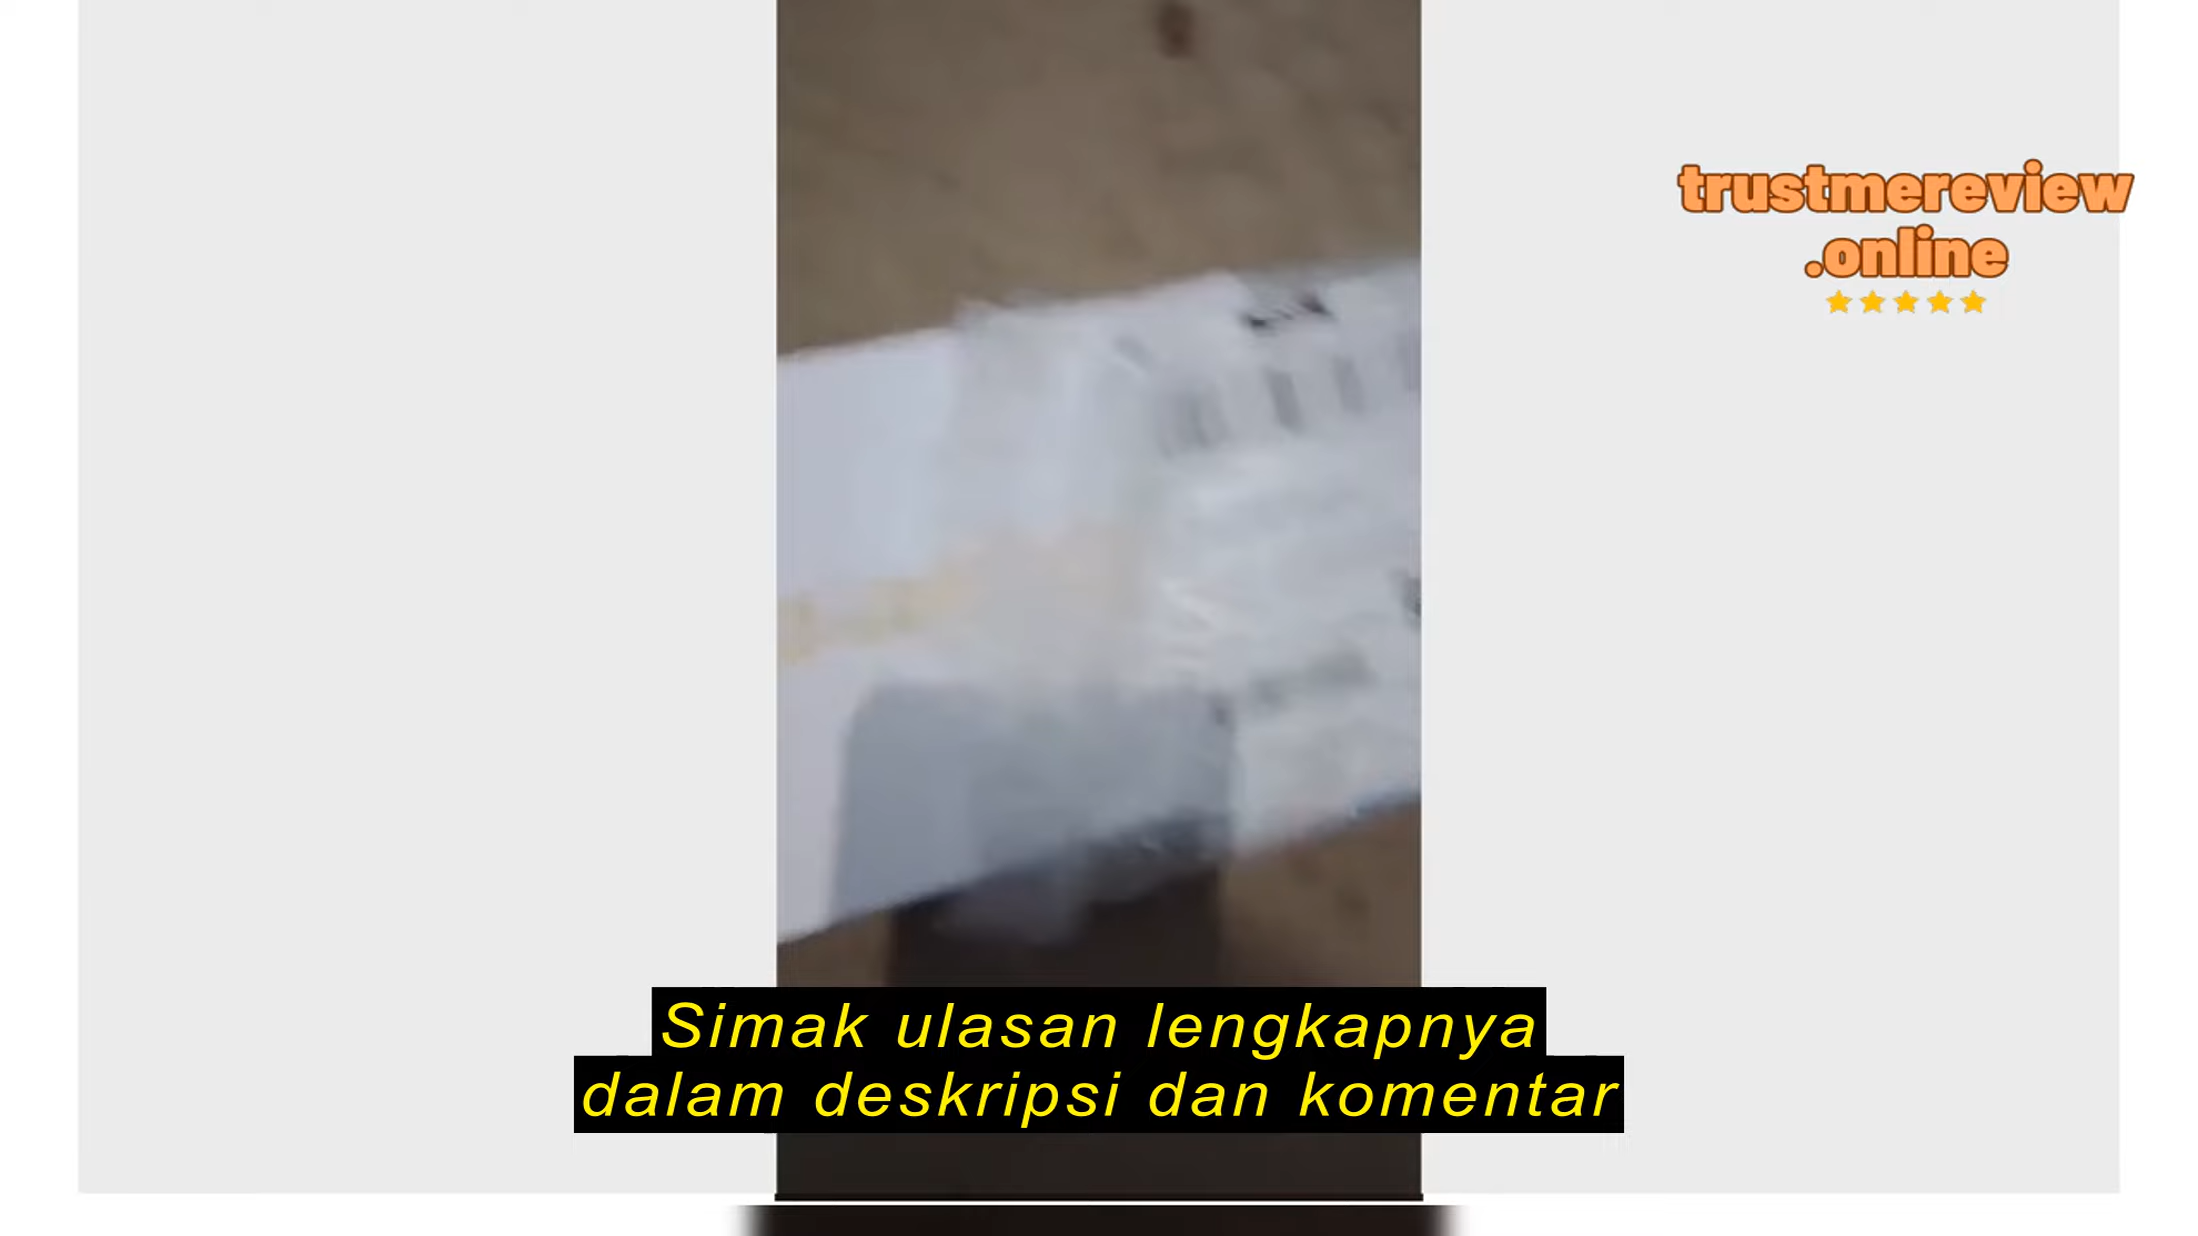 trustmereview
.online
Simak ulasan lengkapnya
dalam deskripsi dan komentar